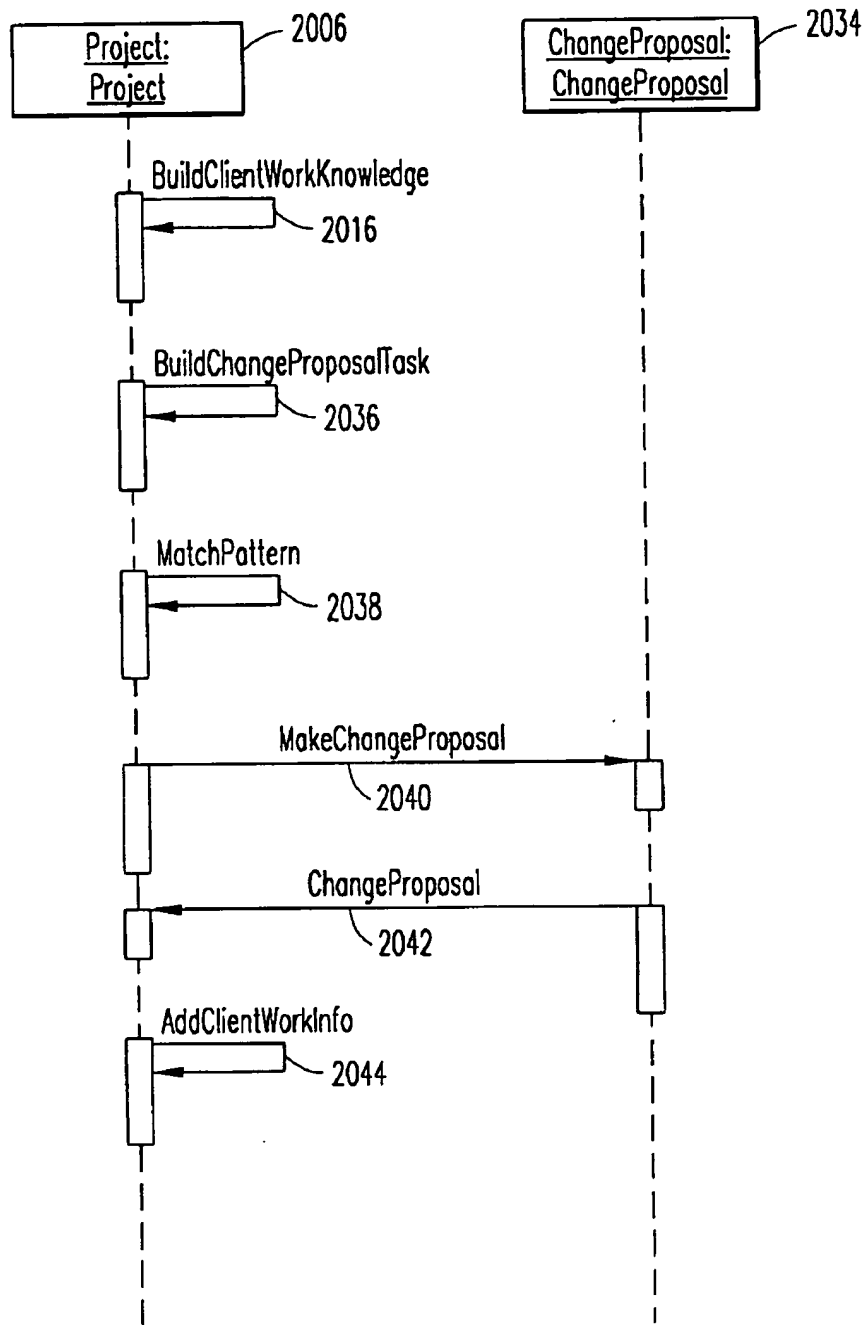 Project:
Project
2006
ChangeProposal:
ChangeProposal
2034
BuildClientWorkKnowledge
2016
BuildChangeProposalTask
2036
MatchPattern
2038
MakeChangeProposal
2040
ChangeProposal
2042
AddClientWorkInfo
2044